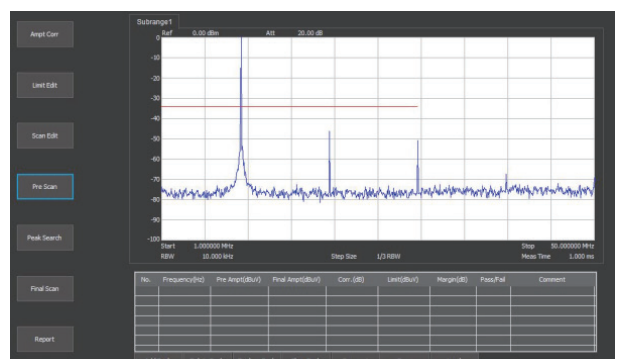 Subrange1
Ampt Corr
Limit Edit
Scan Edit
Pre Scan
Peak Search
Final Scan
Report
Ref 0.00 dBm Att 20.00 dB
0
-10
-20
-30
-40
-50
-60
-70
-80
-90
-100
Start 1.000000 MHz Stop 50.000000 MHz
RBW 10.000 kHz Step Size 1/3 RBW Meas Time 1.000 ms
No. Frequency(Hz) Pre Ampt(dBuV) Final Ampt(dBuV) Corr.(dB) Limit(dBuV) Margin(dB) Pass/Fail Comment